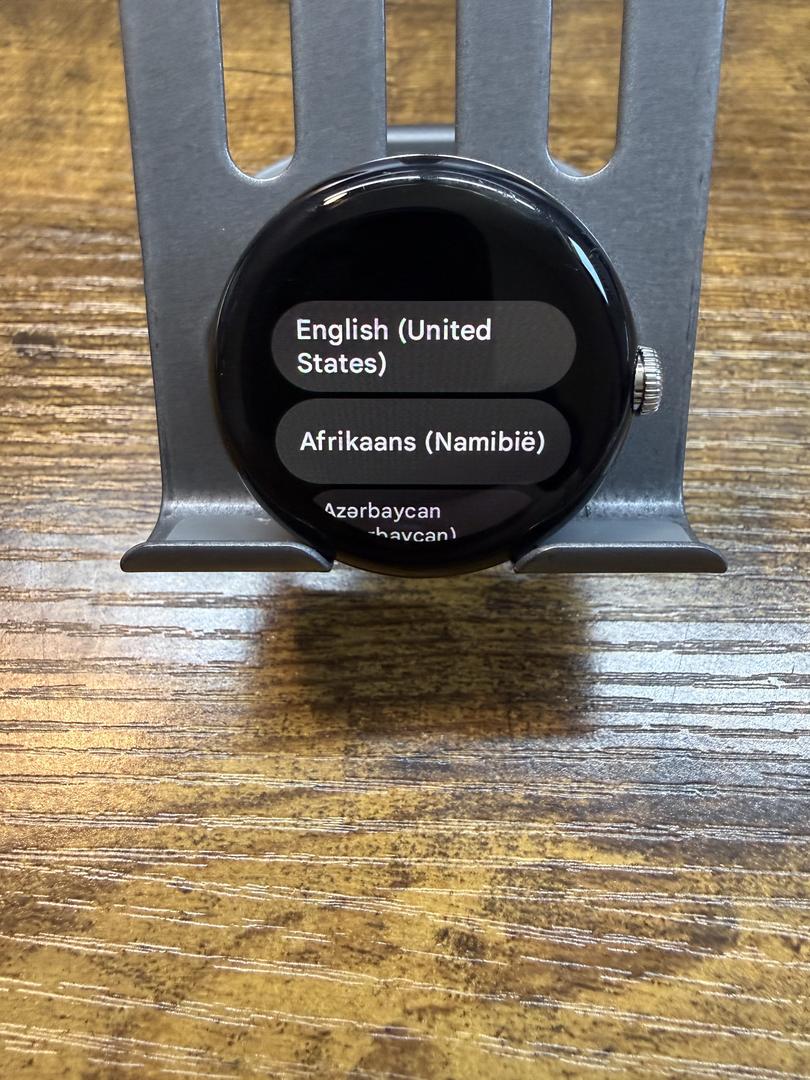 English (United
States)
Afrikaans (Namibië)
Azərbaycan